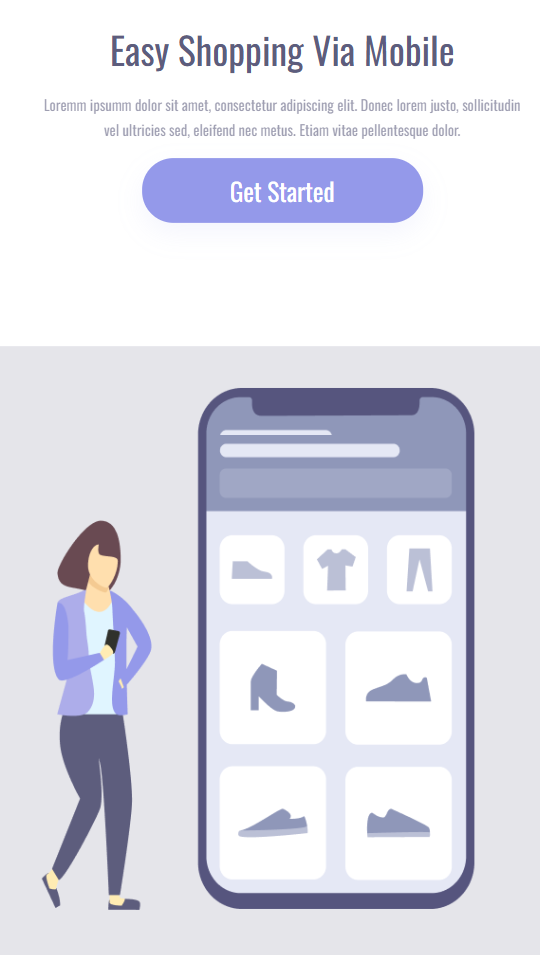 Easy Shopping Via Mobile
Loremm ipsumm dolor sit amet, consectetur adipiscing elit. Donec lorem justo, sollicitudin
vel ultricies sed, eleifend nec metus. Etiam vitae pellentesque dolor.
Get Started